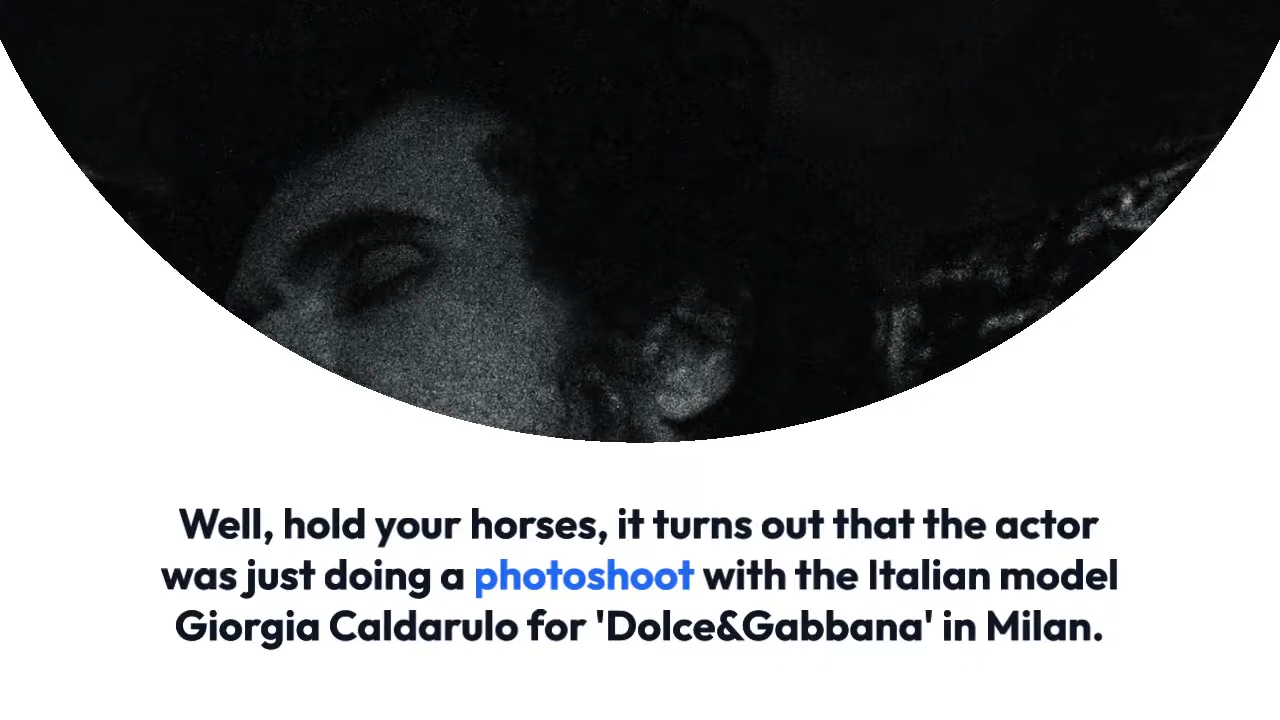 Well, hold your horses, it turns out that the actor
was just doing a photoshoot with the Italian model
Giorgia Caldarulo for 'Dolce&Gabbana' in Milan.